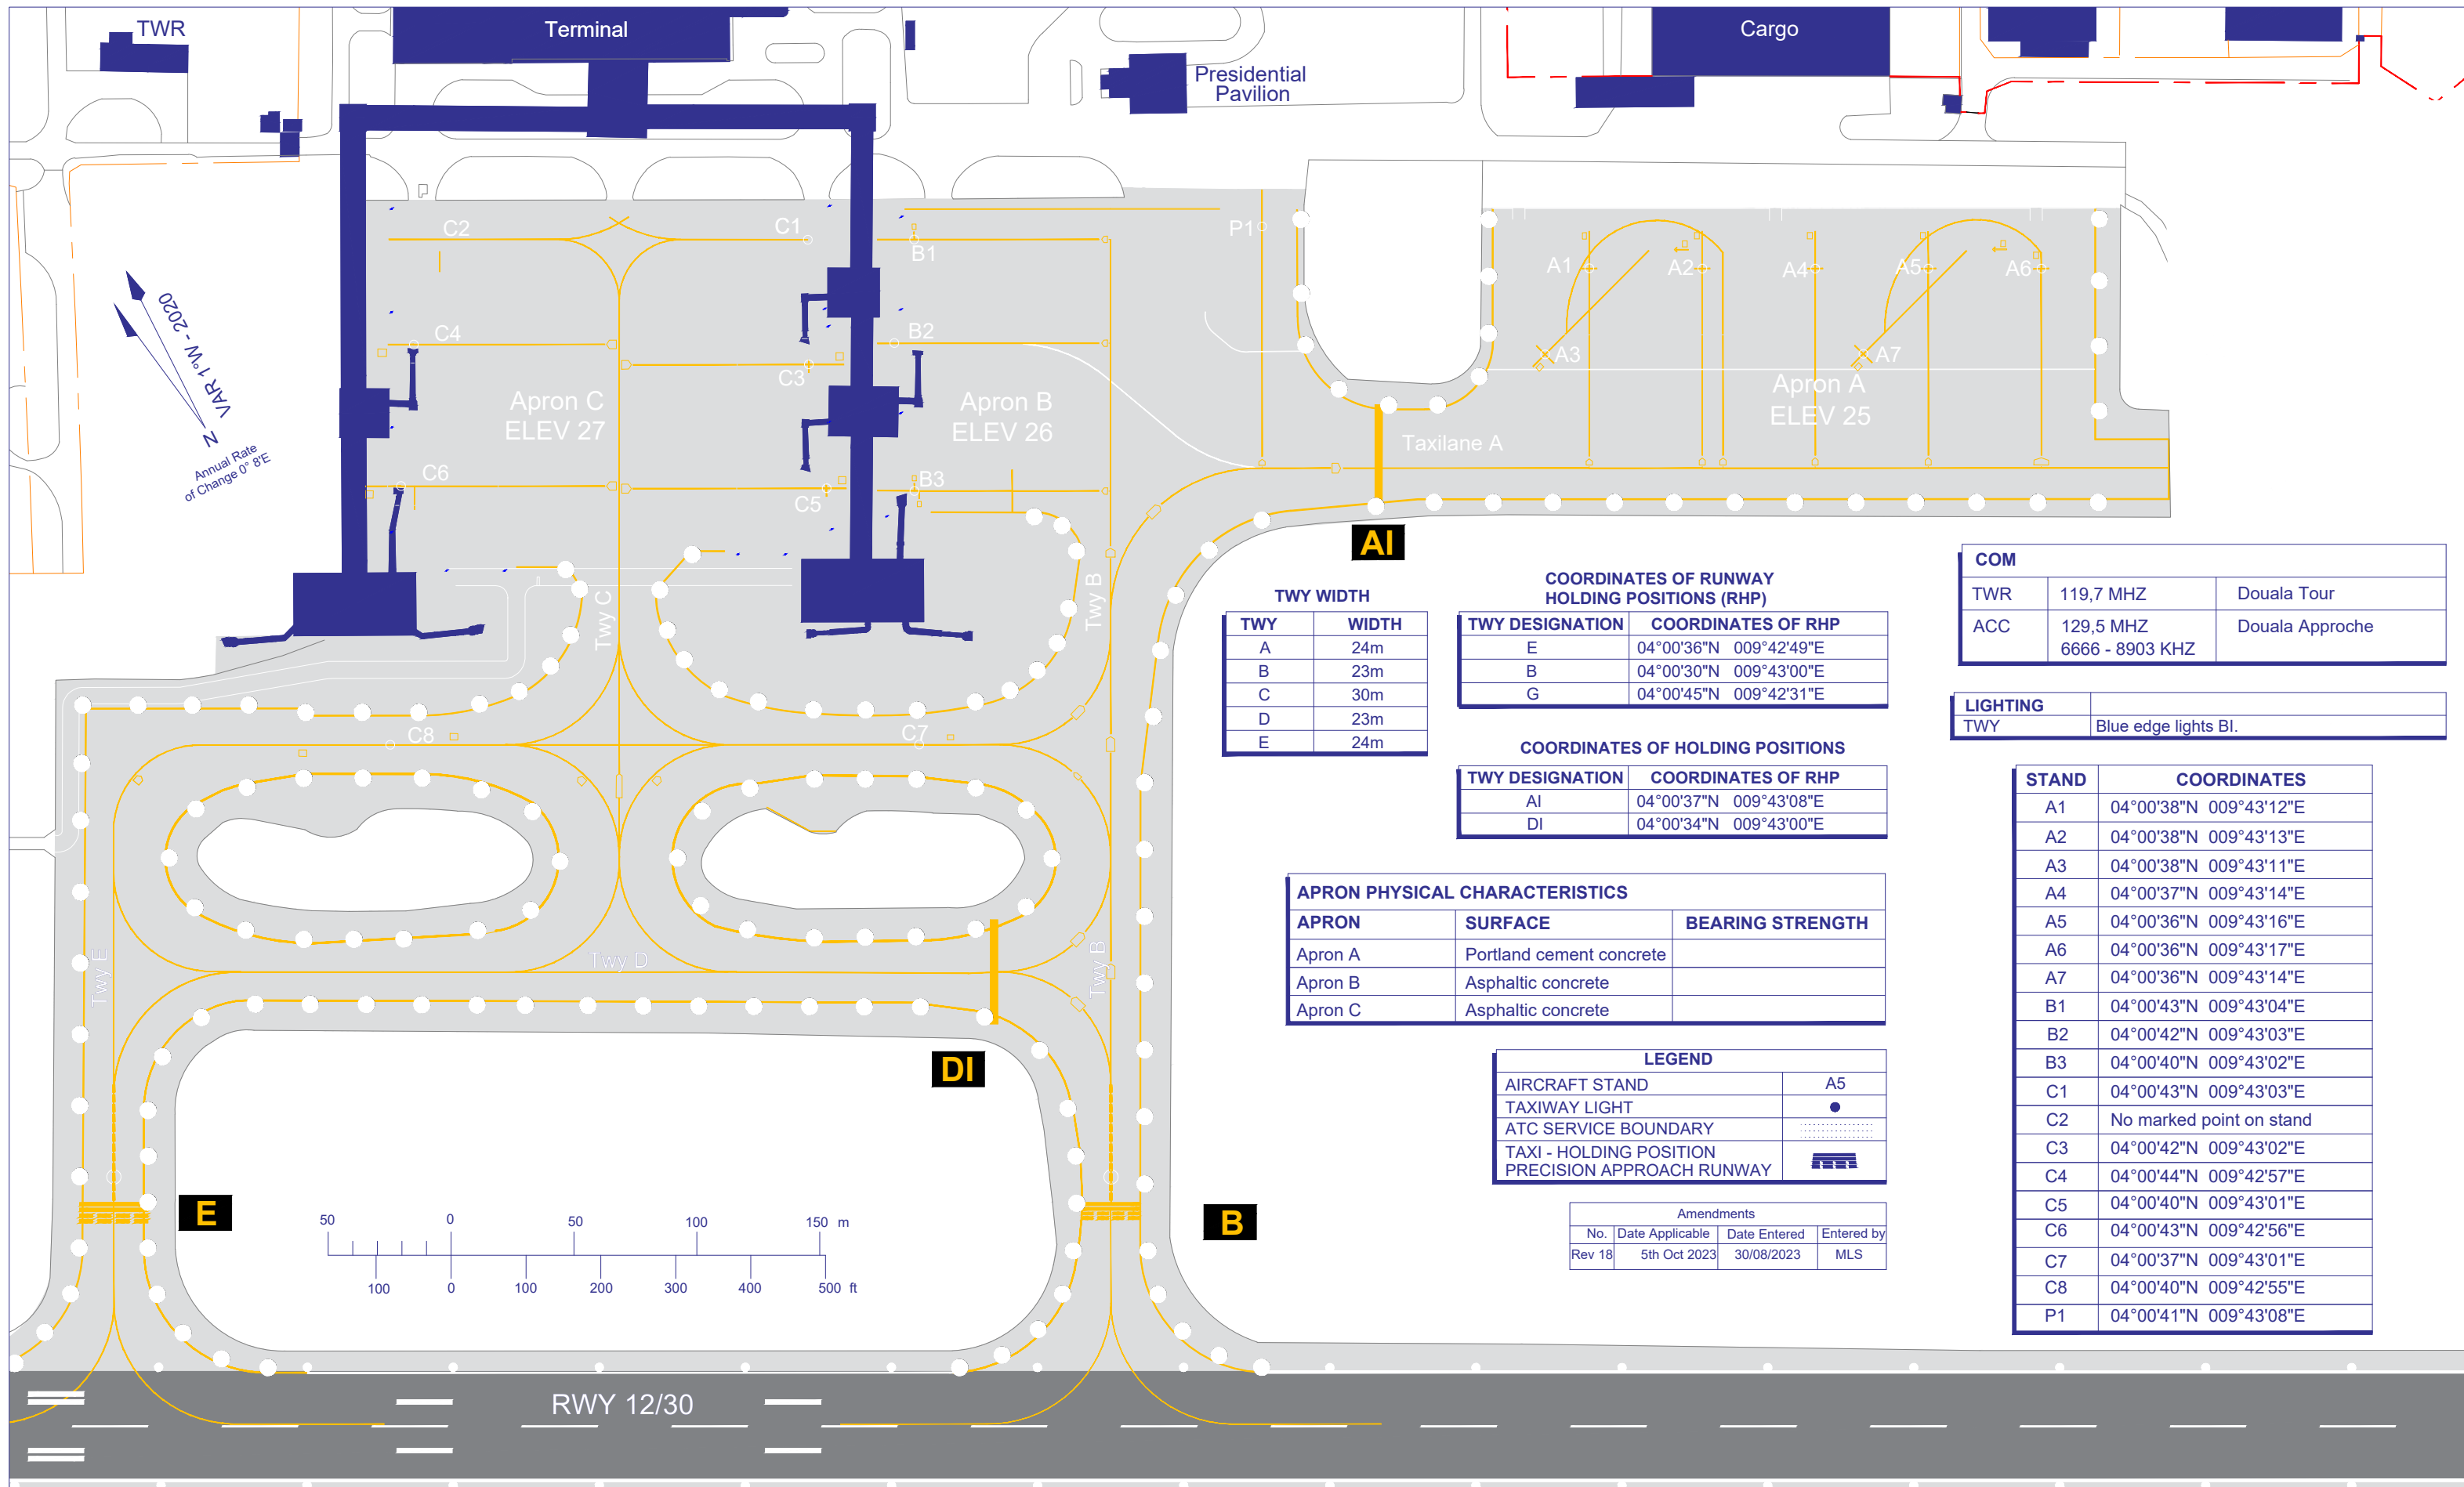 TWR
Terminal
Presidential
Pavilion
Cargo
VAR 1°W - 2020
N
Annual Rate
of Change 0° 8'E
C2
C1
B1
P1
A1
A2
A4
A5
A6
C4
B2
C3
A3
A7
Apron C
ELEV 27
Apron B
ELEV 26
Apron A
ELEV 25
Taxilane A
C6
C5
B3
AI
Twy C
Twy B
C8
C7
Twy E
Twy D
Twy B
DI
E
B
50 0 50 100 150 m
100 0 100 200 300 400 500 ft
RWY 12/30
TWY WIDTH
TWY WIDTH
A 24m
B 23m
C 30m
D 23m
E 24m
COORDINATES OF RUNWAY
HOLDING POSITIONS (RHP)
TWY DESIGNATION COORDINATES OF RHP
E 04°00'36"N 009°42'49"E
B 04°00'30"N 009°43'00"E
G 04°00'45"N 009°42'31"E
COORDINATES OF HOLDING POSITIONS
TWY DESIGNATION COORDINATES OF RHP
AI 04°00'37"N 009°43'08"E
DI 04°00'34"N 009°43'00"E
APRON PHYSICAL CHARACTERISTICS
APRON SURFACE BEARING STRENGTH
Apron A Portland cement concrete
Apron B Asphaltic concrete
Apron C Asphaltic concrete
LEGEND
AIRCRAFT STAND A5
TAXIWAY LIGHT
ATC SERVICE BOUNDARY
TAXI - HOLDING POSITION
PRECISION APPROACH RUNWAY
Amendments
No. Date Applicable Date Entered Entered by
Rev 18 5th Oct 2023 30/08/2023 MLS
COM
TWR 119,7 MHZ Douala Tour
ACC 129,5 MHZ Douala Approche
6666 - 8903 KHZ
LIGHTING
TWY Blue edge lights BI.
STAND COORDINATES
A1 04°00'38"N 009°43'12"E
A2 04°00'38"N 009°43'13"E
A3 04°00'38"N 009°43'11"E
A4 04°00'37"N 009°43'14"E
A5 04°00'36"N 009°43'16"E
A6 04°00'36"N 009°43'17"E
A7 04°00'36"N 009°43'14"E
B1 04°00'43"N 009°43'04"E
B2 04°00'42"N 009°43'03"E
B3 04°00'40"N 009°43'02"E
C1 04°00'43"N 009°43'03"E
C2 No marked point on stand
C3 04°00'42"N 009°43'02"E
C4 04°00'44"N 009°42'57"E
C5 04°00'40"N 009°43'01"E
C6 04°00'43"N 009°42'56"E
C7 04°00'37"N 009°43'01"E
C8 04°00'40"N 009°42'55"E
P1 04°00'41"N 009°43'08"E